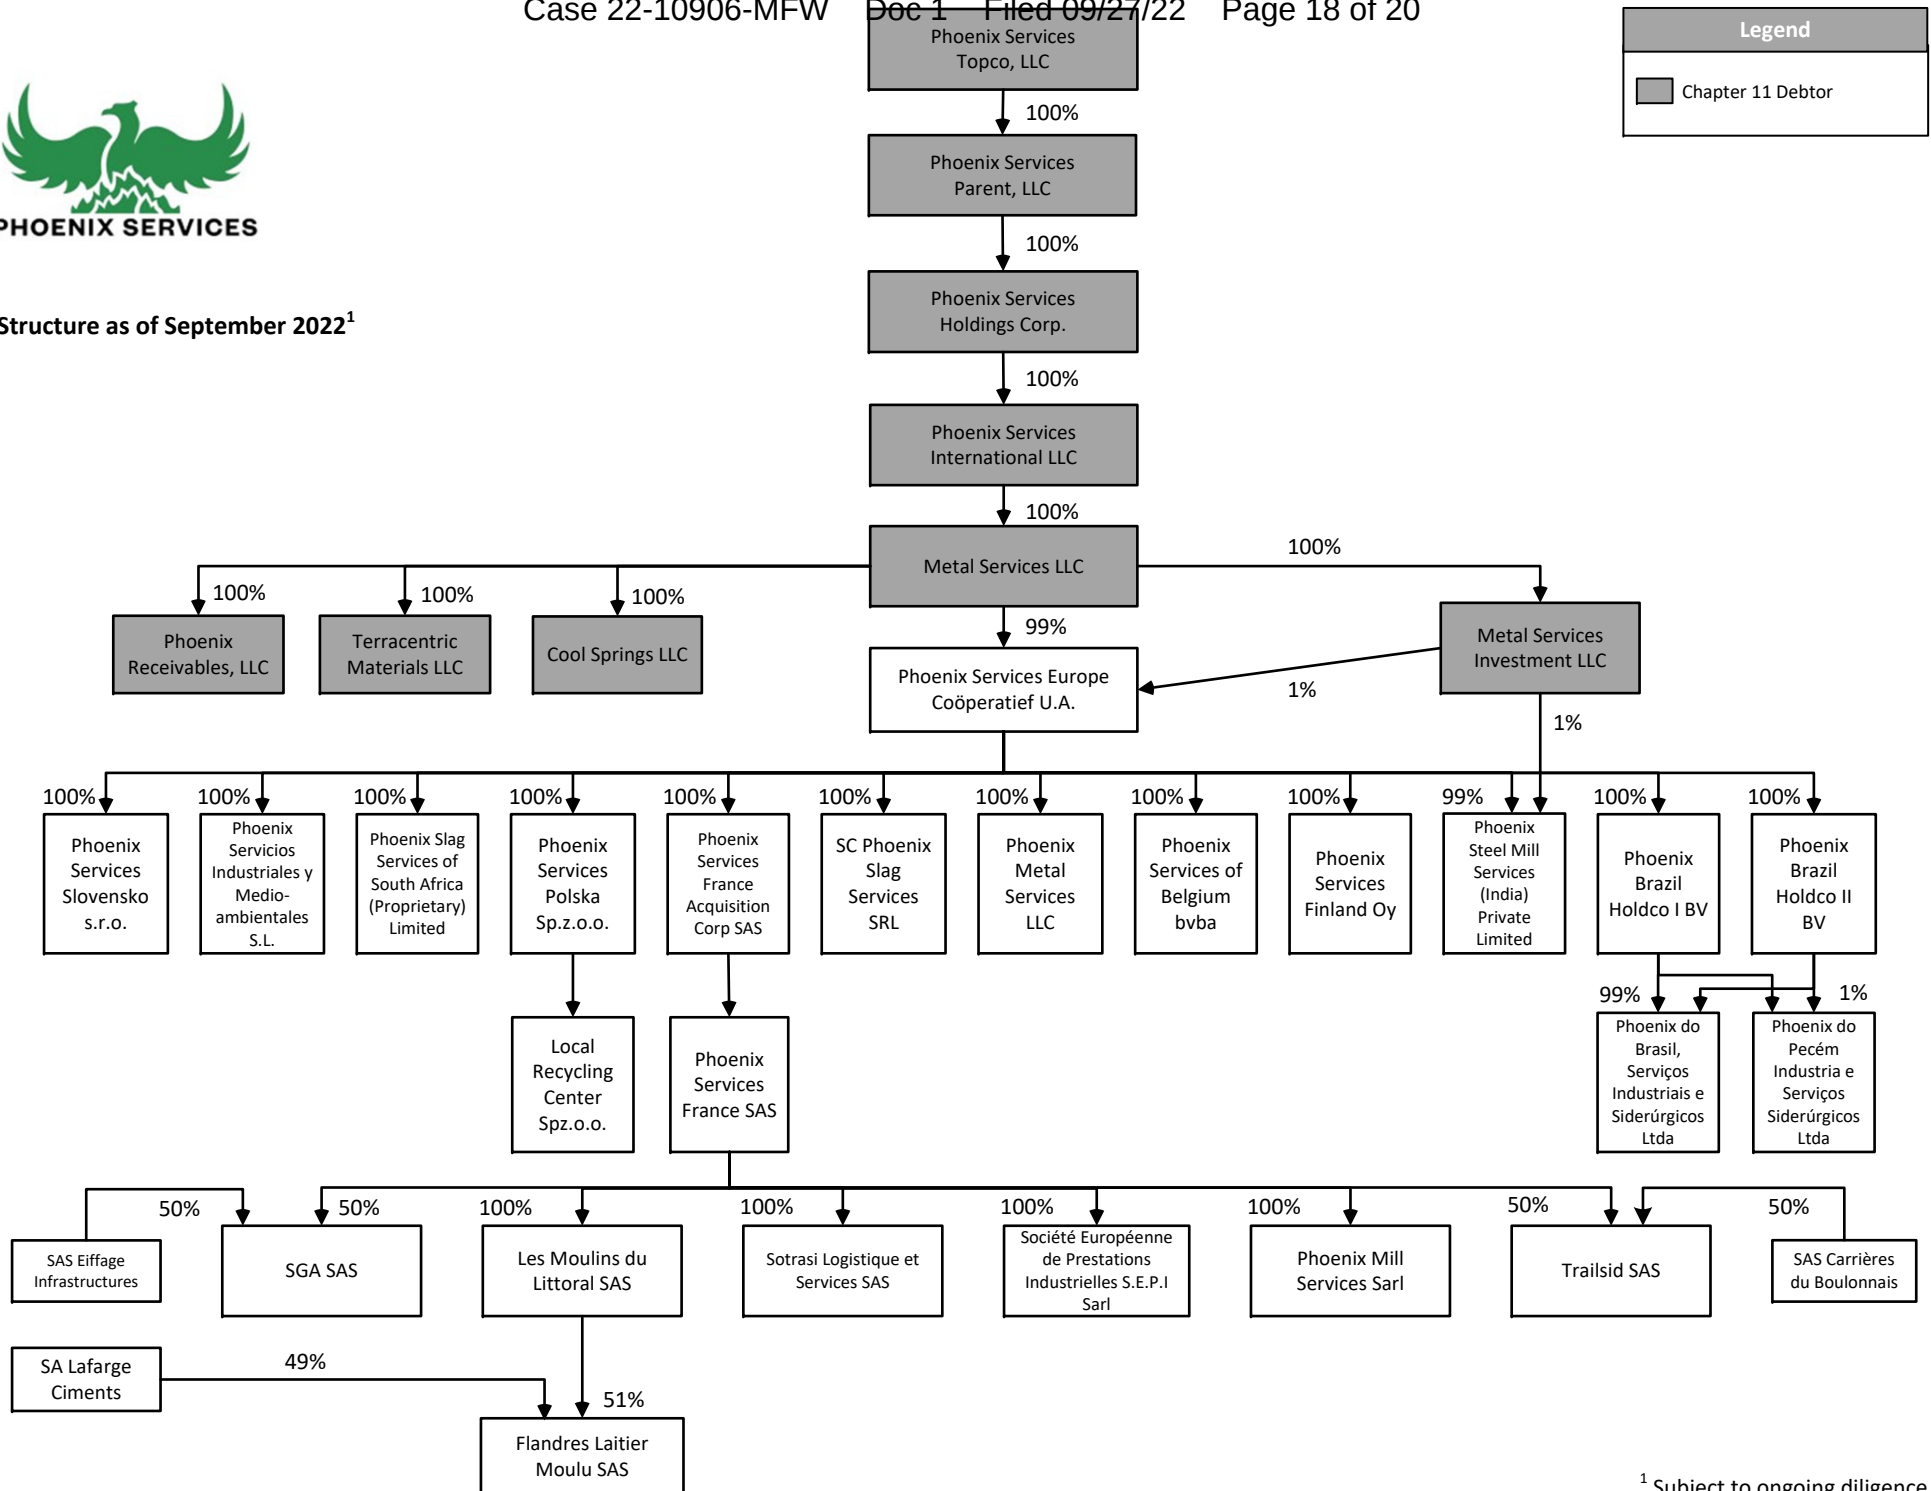 Case 22-10906-MFW Doc 1 Filed 09/27/22 Page 18 of 20
Phoenix Services
Topco, LLC
Legend
Chapter 11 Debtor
100%
Phoenix Services
Parent, LLC
PHOENIX SERVICES
100%
Phoenix Services
Holdings Corp.
Structure as of September 2022¹
100%
Phoenix Services
International LLC
100%
Metal Services LLC
100%
100%
100%
100%
99%
Phoenix
Receivables, LLC
Terracentric
Materials LLC
Cool Springs LLC
Phoenix Services Europe
Coöperatief U.A.
Metal Services
Investment LLC
1%
1%
100%
100%
100%
100%
100%
100%
100%
100%
100%
99%
100%
100%
Phoenix
Services
Slovensko
s.r.o.
Phoenix
Servicios
Industriales y
Medio-
ambientales
S.L.
Phoenix Slag
Services of
South Africa
(Proprietary)
Limited
Phoenix
Services
Polska
Sp.z.o.o.
Phoenix
Services
France
Acquisition
Corp SAS
SC Phoenix
Slag
Services
SRL
Phoenix
Metal
Services
LLC
Phoenix
Services of
Belgium
bvba
Phoenix
Services
Finland Oy
Phoenix
Steel Mill
Services
(India)
Private
Limited
Phoenix
Brazil
Holdco I BV
Phoenix
Brazil
Holdco II
BV
99%
1%
Local
Recycling
Center
Spz.o.o.
Phoenix
Services
France SAS
Phoenix do
Brasil,
Serviços
Industriais e
Siderúrgicos
Ltda
Phoenix do
Pecém
Industria e
Serviços
Siderúrgicos
Ltda
50%
50%
100%
100%
100%
100%
50%
50%
SAS Eiffage
Infrastructures
SGA SAS
Les Moulins du
Littoral SAS
Sotrasi Logistique et
Services SAS
Société Européenne
de Prestations
Industrielles S.E.P.I
Sarl
Phoenix Mill
Services Sarl
Trailsid SAS
SAS Carrières
du Boulonnais
SA Lafarge
Ciments
49%
51%
Flandres Laitier
Moulu SAS
¹ Subject to ongoing diligence